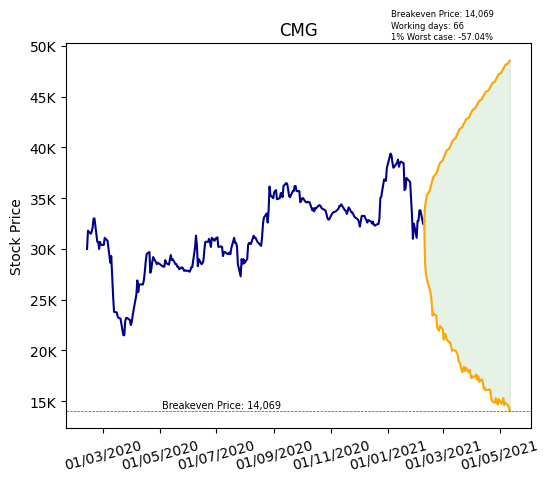 Breakeven Price: 14,069
Working days: 66
1% Worst case: -57.04%
CMG
Stock Price
50K
45K
40K
35K
30K
25K
20K
15K
Breakeven Price: 14,069
01/03/2020
01/05/2020
01/07/2020
01/09/2020
01/11/2020
01/01/2021
01/03/2021
01/05/2021